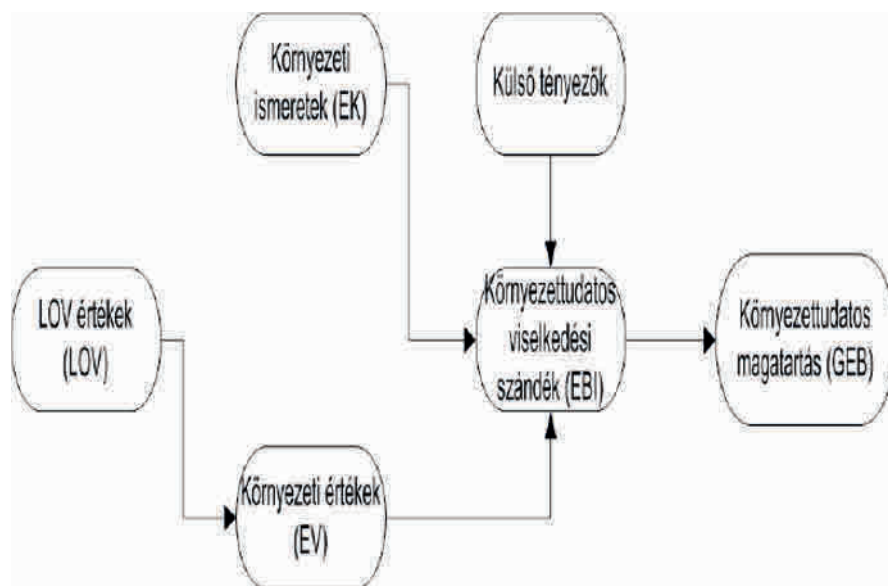 Környezeti
ismeretek (EK)
Külső tényezők
LOV értékek
(LOV)
Környezettudatos
viselkedési
szándék (EBI)
Környezettudatos
magatartás (GEB)
Környezeti értékek
(EV)